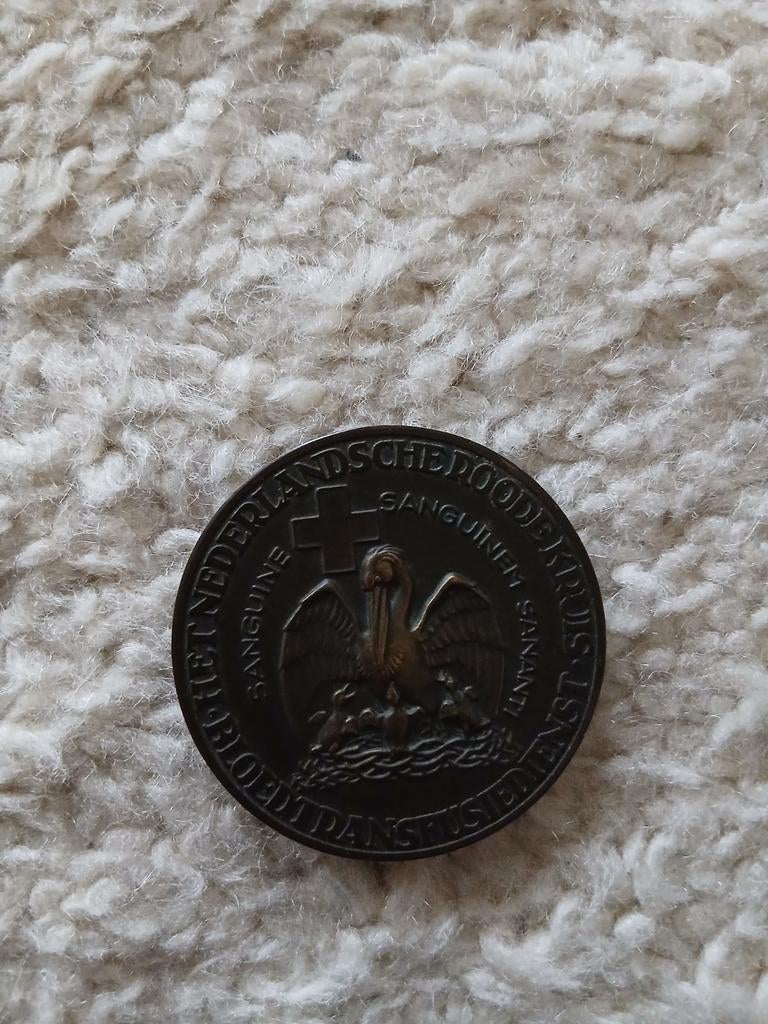 HET NEDERLANDSCHE ROODE KRUIS
BLOEDTRANSFUSIEDIENST
SANGUINE SANGUINEM SANANTI